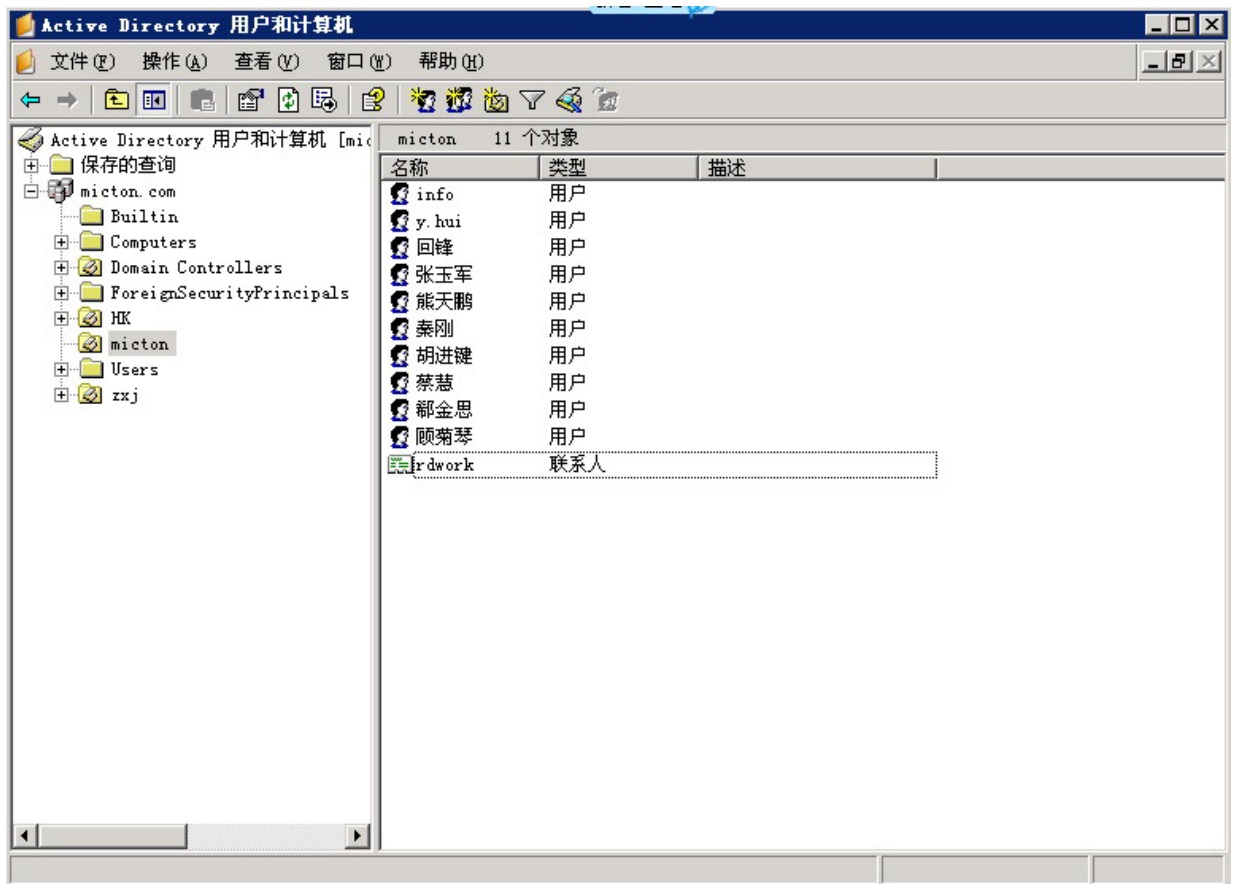 Active Directory 用户和计算机
文件(F) 操作(A) 查看(V) 窗口(W) 帮助(H)
Active Directory 用户和计算机 [mic
保存的查询
micton.com
Builtin
Computers
Domain Controllers
ForeignSecurityPrincipals
HK
micton
Users
zxj
micton 11 个对象
名称 类型 描述
info 用户
y.hui 用户
回锋 用户
张玉军 用户
熊天鹏 用户
秦刚 用户
胡进键 用户
蔡慧 用户
鄢金思 用户
顾菊琴 用户
rdwork 联系人